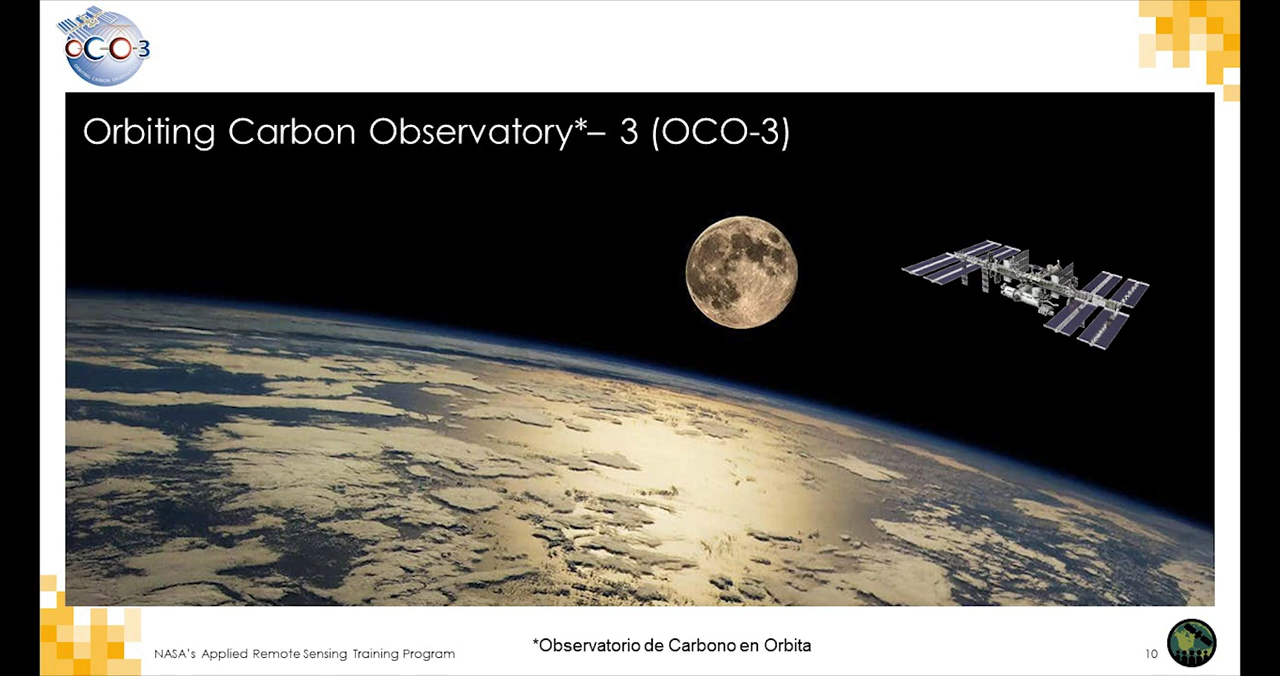 OCO-3
Orbiting Carbon Observatory*– 3 (OCO-3)
*Observatorio de Carbono en Orbita
NASA's Applied Remote Sensing Training Program
10